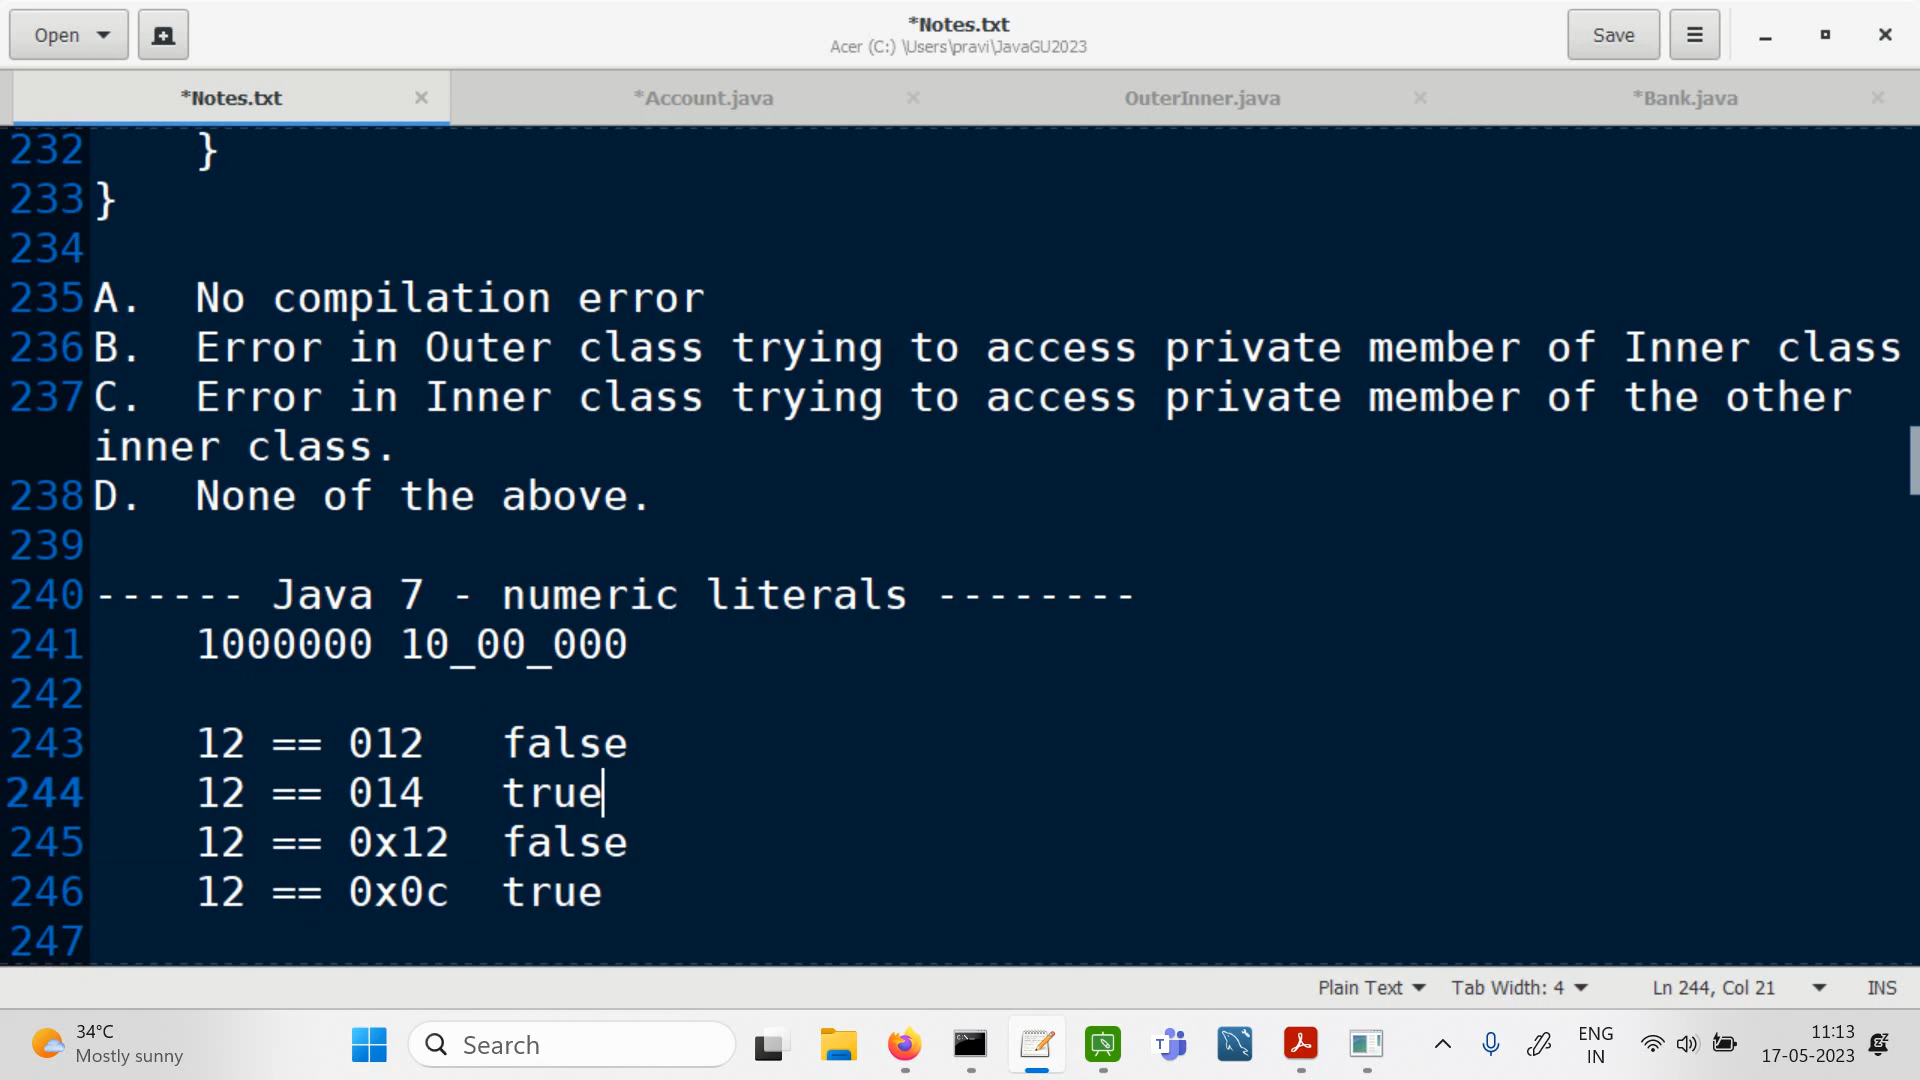 Open
*Notes.txt
Acer (C:) \Users\pravi\JavaGU2023
Save
*Notes.txt
*Account.java
OuterInner.java
*Bank.java
232     }
233 }
234
235 A.  No compilation error
236 B.  Error in Outer class trying to access private member of Inner class
237 C.  Error in Inner class trying to access private member of the other
inner class.
238 D.  None of the above.
239
240 ------ Java 7 - numeric literals --------
241     1000000 10_00_000
242
243     12 == 012   false
244     12 == 014   true
245     12 == 0x12  false
246     12 == 0x0c  true
247
Plain Text
Tab Width: 4
Ln 244, Col 21
INS
34°C
Mostly sunny
Search
ENG
IN
11:13
17-05-2023